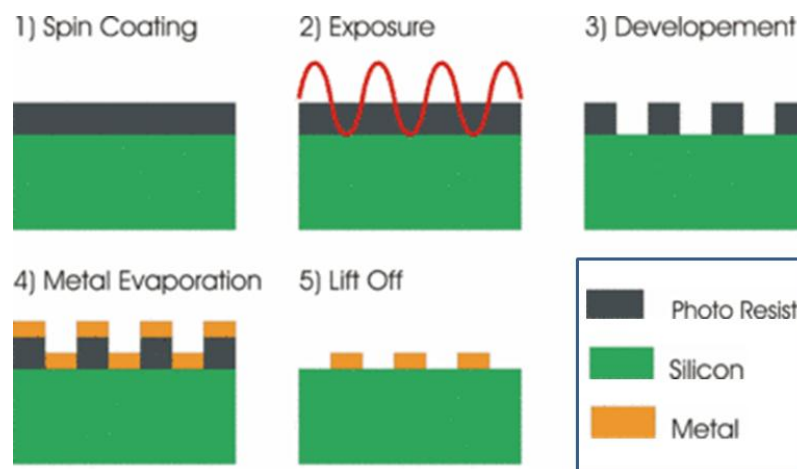 1) Spin Coating
2) Exposure
3) Developement
4) Metal Evaporation
5) Lift Off
Photo Resist
Silicon
Metal